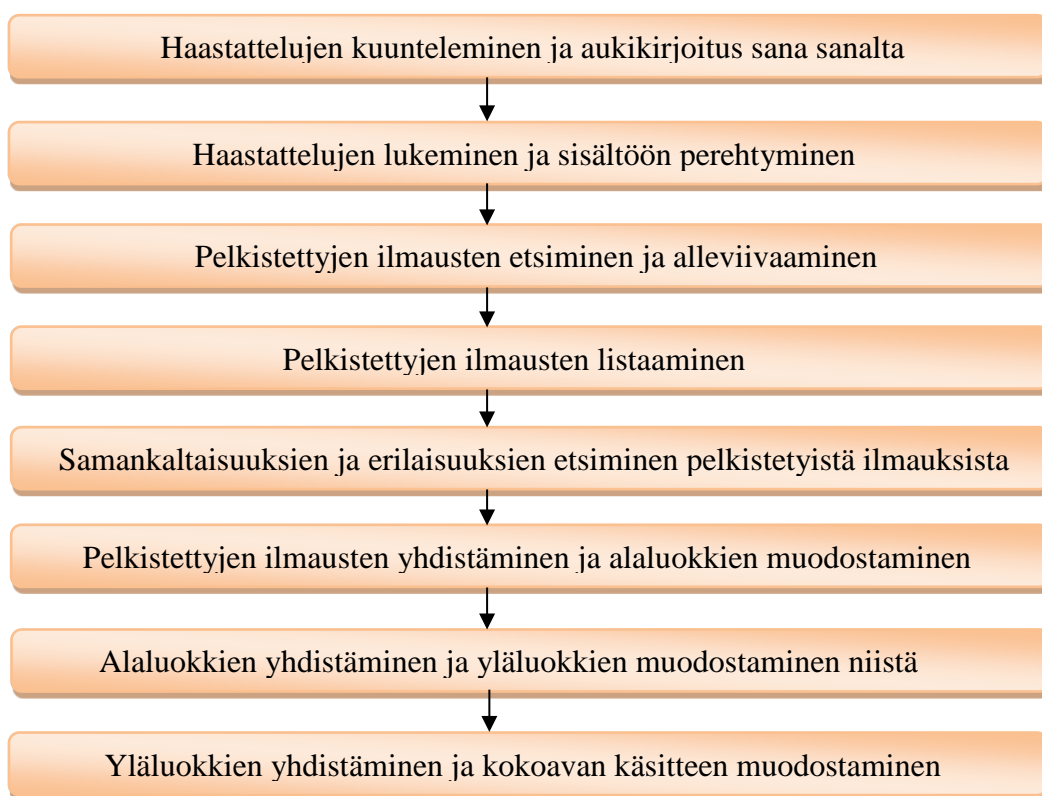 Haastattelujen kuunteleminen ja aukikirjoitus sana sanalta
Haastattelujen lukeminen ja sisältöön perehtyminen
Pelkistettyjen ilmausten etsiminen ja alleviivaaminen
Pelkistettyjen ilmausten listaaminen
Samankaltaisuuksien ja erilaisuuksien etsiminen pelkistetyistä ilmauksista
Pelkistettyjen ilmausten yhdistäminen ja alaluokkien muodostaminen
Alaluokkien yhdistäminen ja yläluokkien muodostaminen niistä
Yläluokkien yhdistäminen ja kokoavan käsitteen muodostaminen